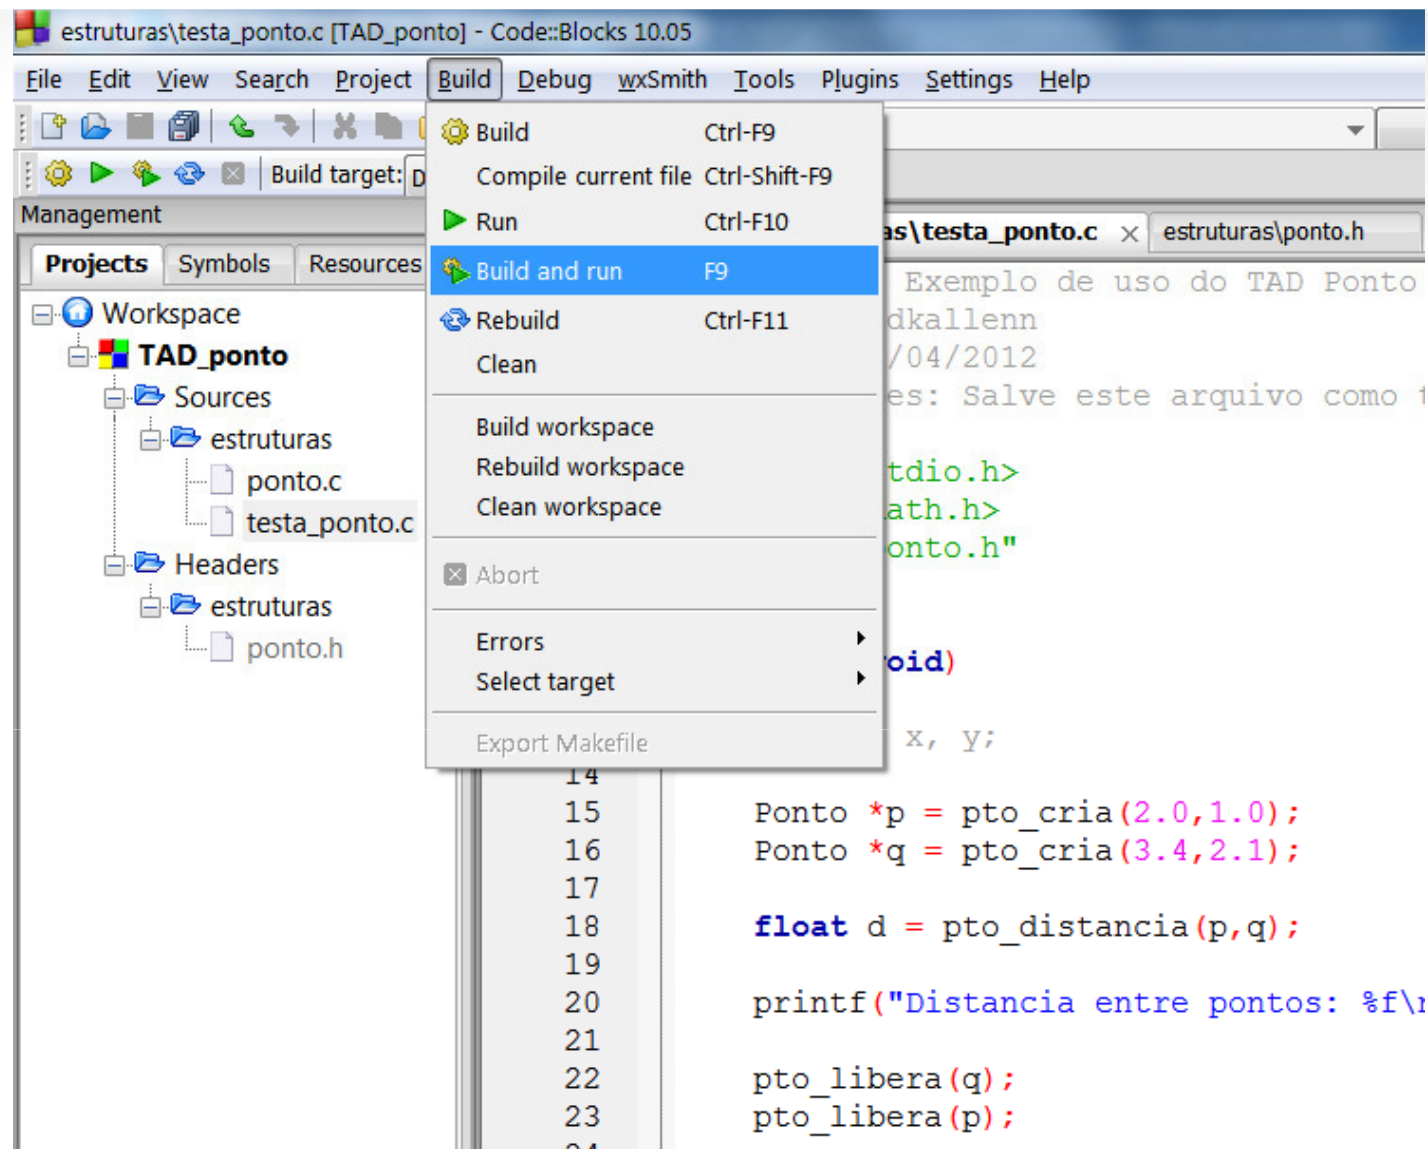 estruturas\testa_ponto.c [TAD_ponto] - Code::Blocks 10.05
File Edit View Search Project Build Debug wxSmith Tools Plugins Settings Help
Build target:
Management
Projects Symbols Resources
Workspace
TAD_ponto
Sources
estruturas
ponto.c
testa_ponto.c
Headers
estruturas
ponto.h
Build Ctrl-F9
Compile current file Ctrl-Shift-F9
Run Ctrl-F10
Build and run F9
Rebuild Ctrl-F11
Clean
Build workspace
Rebuild workspace
Clean workspace
Abort
Errors
Select target
Export Makefile
as\testa_ponto.c estruturas\ponto.h
Exemplo de uso do TAD Ponto
dkallenn
/04/2012
es: Salve este arquivo como
tdio.h>
ath.h>
onto.h"
oid)
x, y;
14
15 Ponto *p = pto_cria(2.0,1.0);
16 Ponto *q = pto_cria(3.4,2.1);
17
18 float d = pto_distancia(p,q);
19
20 printf("Distancia entre pontos: %f\
21
22 pto_libera(q);
23 pto_libera(p);